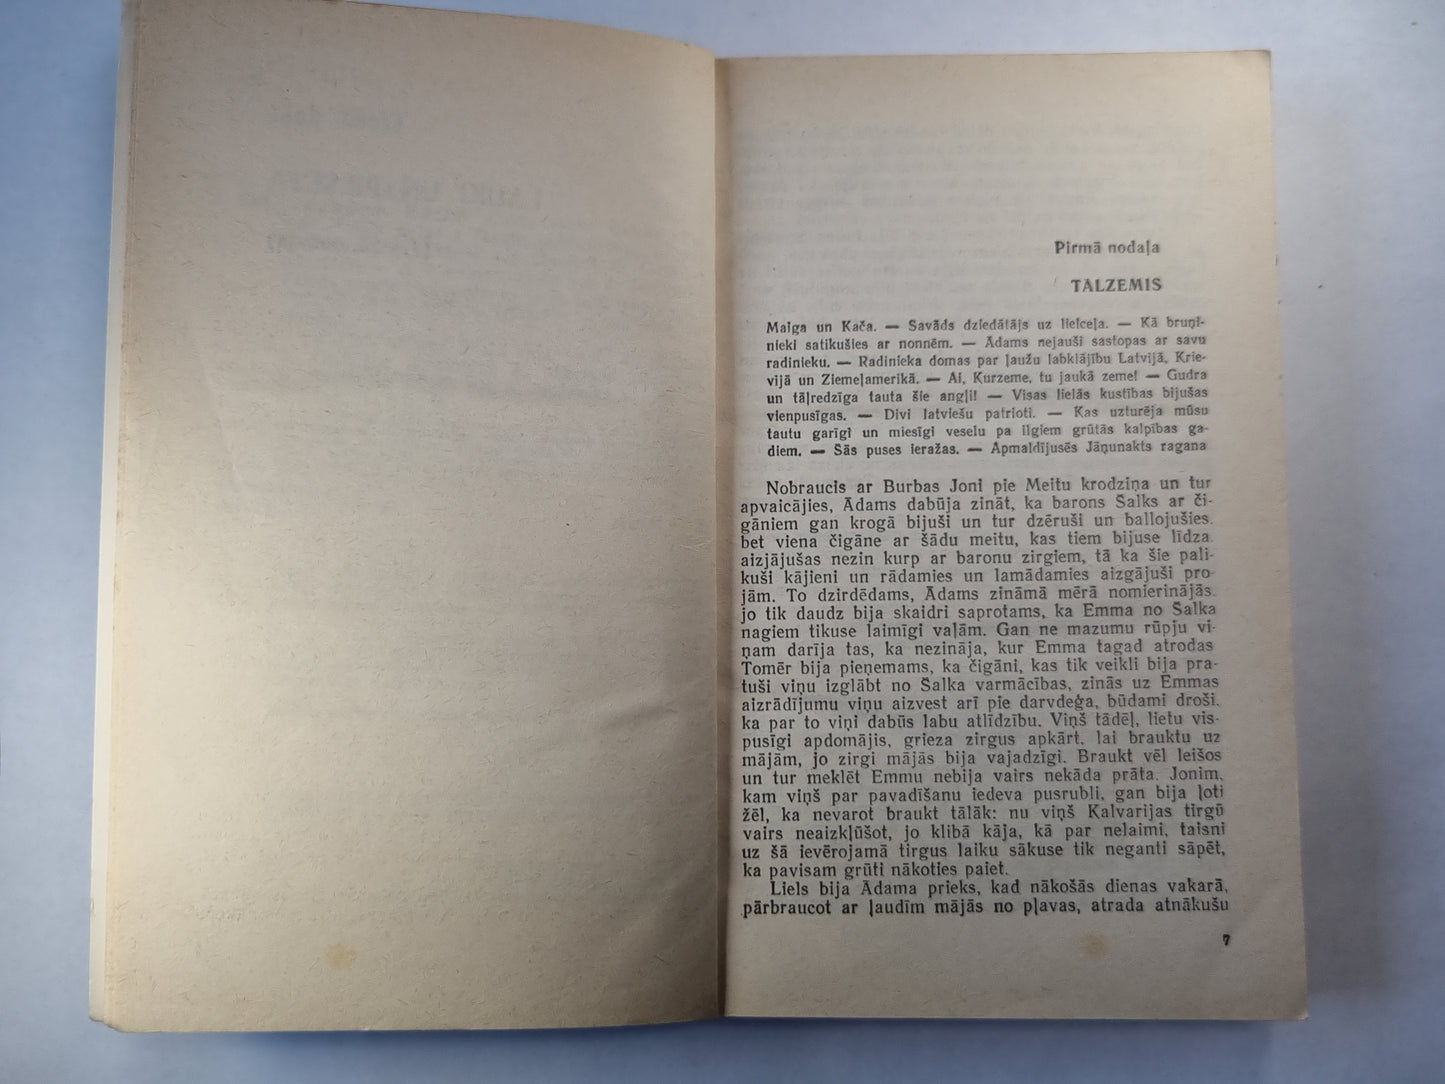 Pirmā nodaļa
TALZEMIS
Maiga un Kača. — Savāds dziedātājs uz lielceļa. — Kā bruņi-
nieki satikušies ar nonnēm. — Ādams nejauši sastopas ar savu
radinieku. — Radinieka domas par ļaužu labklājību Latvijā, Krie-
vijā un Ziemeļamerikā. — Ai, Kurzeme, tu jaukā zeme! — Gudra
un tāļredzīga tauta šie angļi! — Visas lielās kustības bijušas
vienpusīgas. — Divi latviešu patrioti. — Kas uzturēja mūsu
tautu garīgi un miesīgi veselu pa ilgiem grūtās kalpības ga-
diem. — Šās puses ieražas. — Apmaldījusēs Jāņunakts ragana
Nobraucis ar Burbas Joni pie Meitu krodziņa un tur
apvaicājies, Ādams dabūja zināt, ka barons Salks ar či-
gāniem gan krogā bijuši un tur dzēruši un ballojušies,
bet viena čigāne ar šādu meitu, kas tiem bijuse līdza,
aizjājušas nezin kurp ar baronu zirgiem, tā ka šie pali-
kuši kājieni un rādamies un lamādamies aizgājuši pro-
jām. To dzirdēdams, Ādams zināmā mērā nomierinājās,
jo tik daudz bija skaidri saprotams, ka Emma no Salka
nagiem tikuse laimīgi vaļām. Gan ne mazumu rūpju vi-
ņam darīja tas, ka nezināja, kur Emma tagad atrodas
Tomēr bija pieņemams, ka čigāni, kas tik veikli bija pra-
tuši viņu izglābt no Salka varmācības, zinās uz Emmas
aizrādījumu viņu aizvest arī pie darvdeģa, būdami droši,
ka par to viņi dabūs labu atlīdzību. Viņš tādēļ, lietu vis-
pusīgi apdomājis, grieza zirgus apkārt, lai brauktu uz
mājām, jo zirgi mājās bija vajadzīgi. Braukt vēl leišos
un tur meklēt Emmu nebija vairs nekāda prāta. Jonim,
kam viņš par pavadīšanu iedeva pusrubli, gan bija ļoti
žēl, ka nevarot braukt tālāk: nu viņš Kalvarijas tirgū
vairs neaizkļūšot, jo klibā kāja, kā par nelaimi, taisni
uz šā ievērojamā tirgus laiku sākuse tik neganti sāpēt,
ka pavisam grūti nākoties paiet.
Liels bija Ādama prieks, kad nākošās dienas vakarā,
pārbraucot ar ļaudīm mājās no pļavas, atrada atnākušu
7